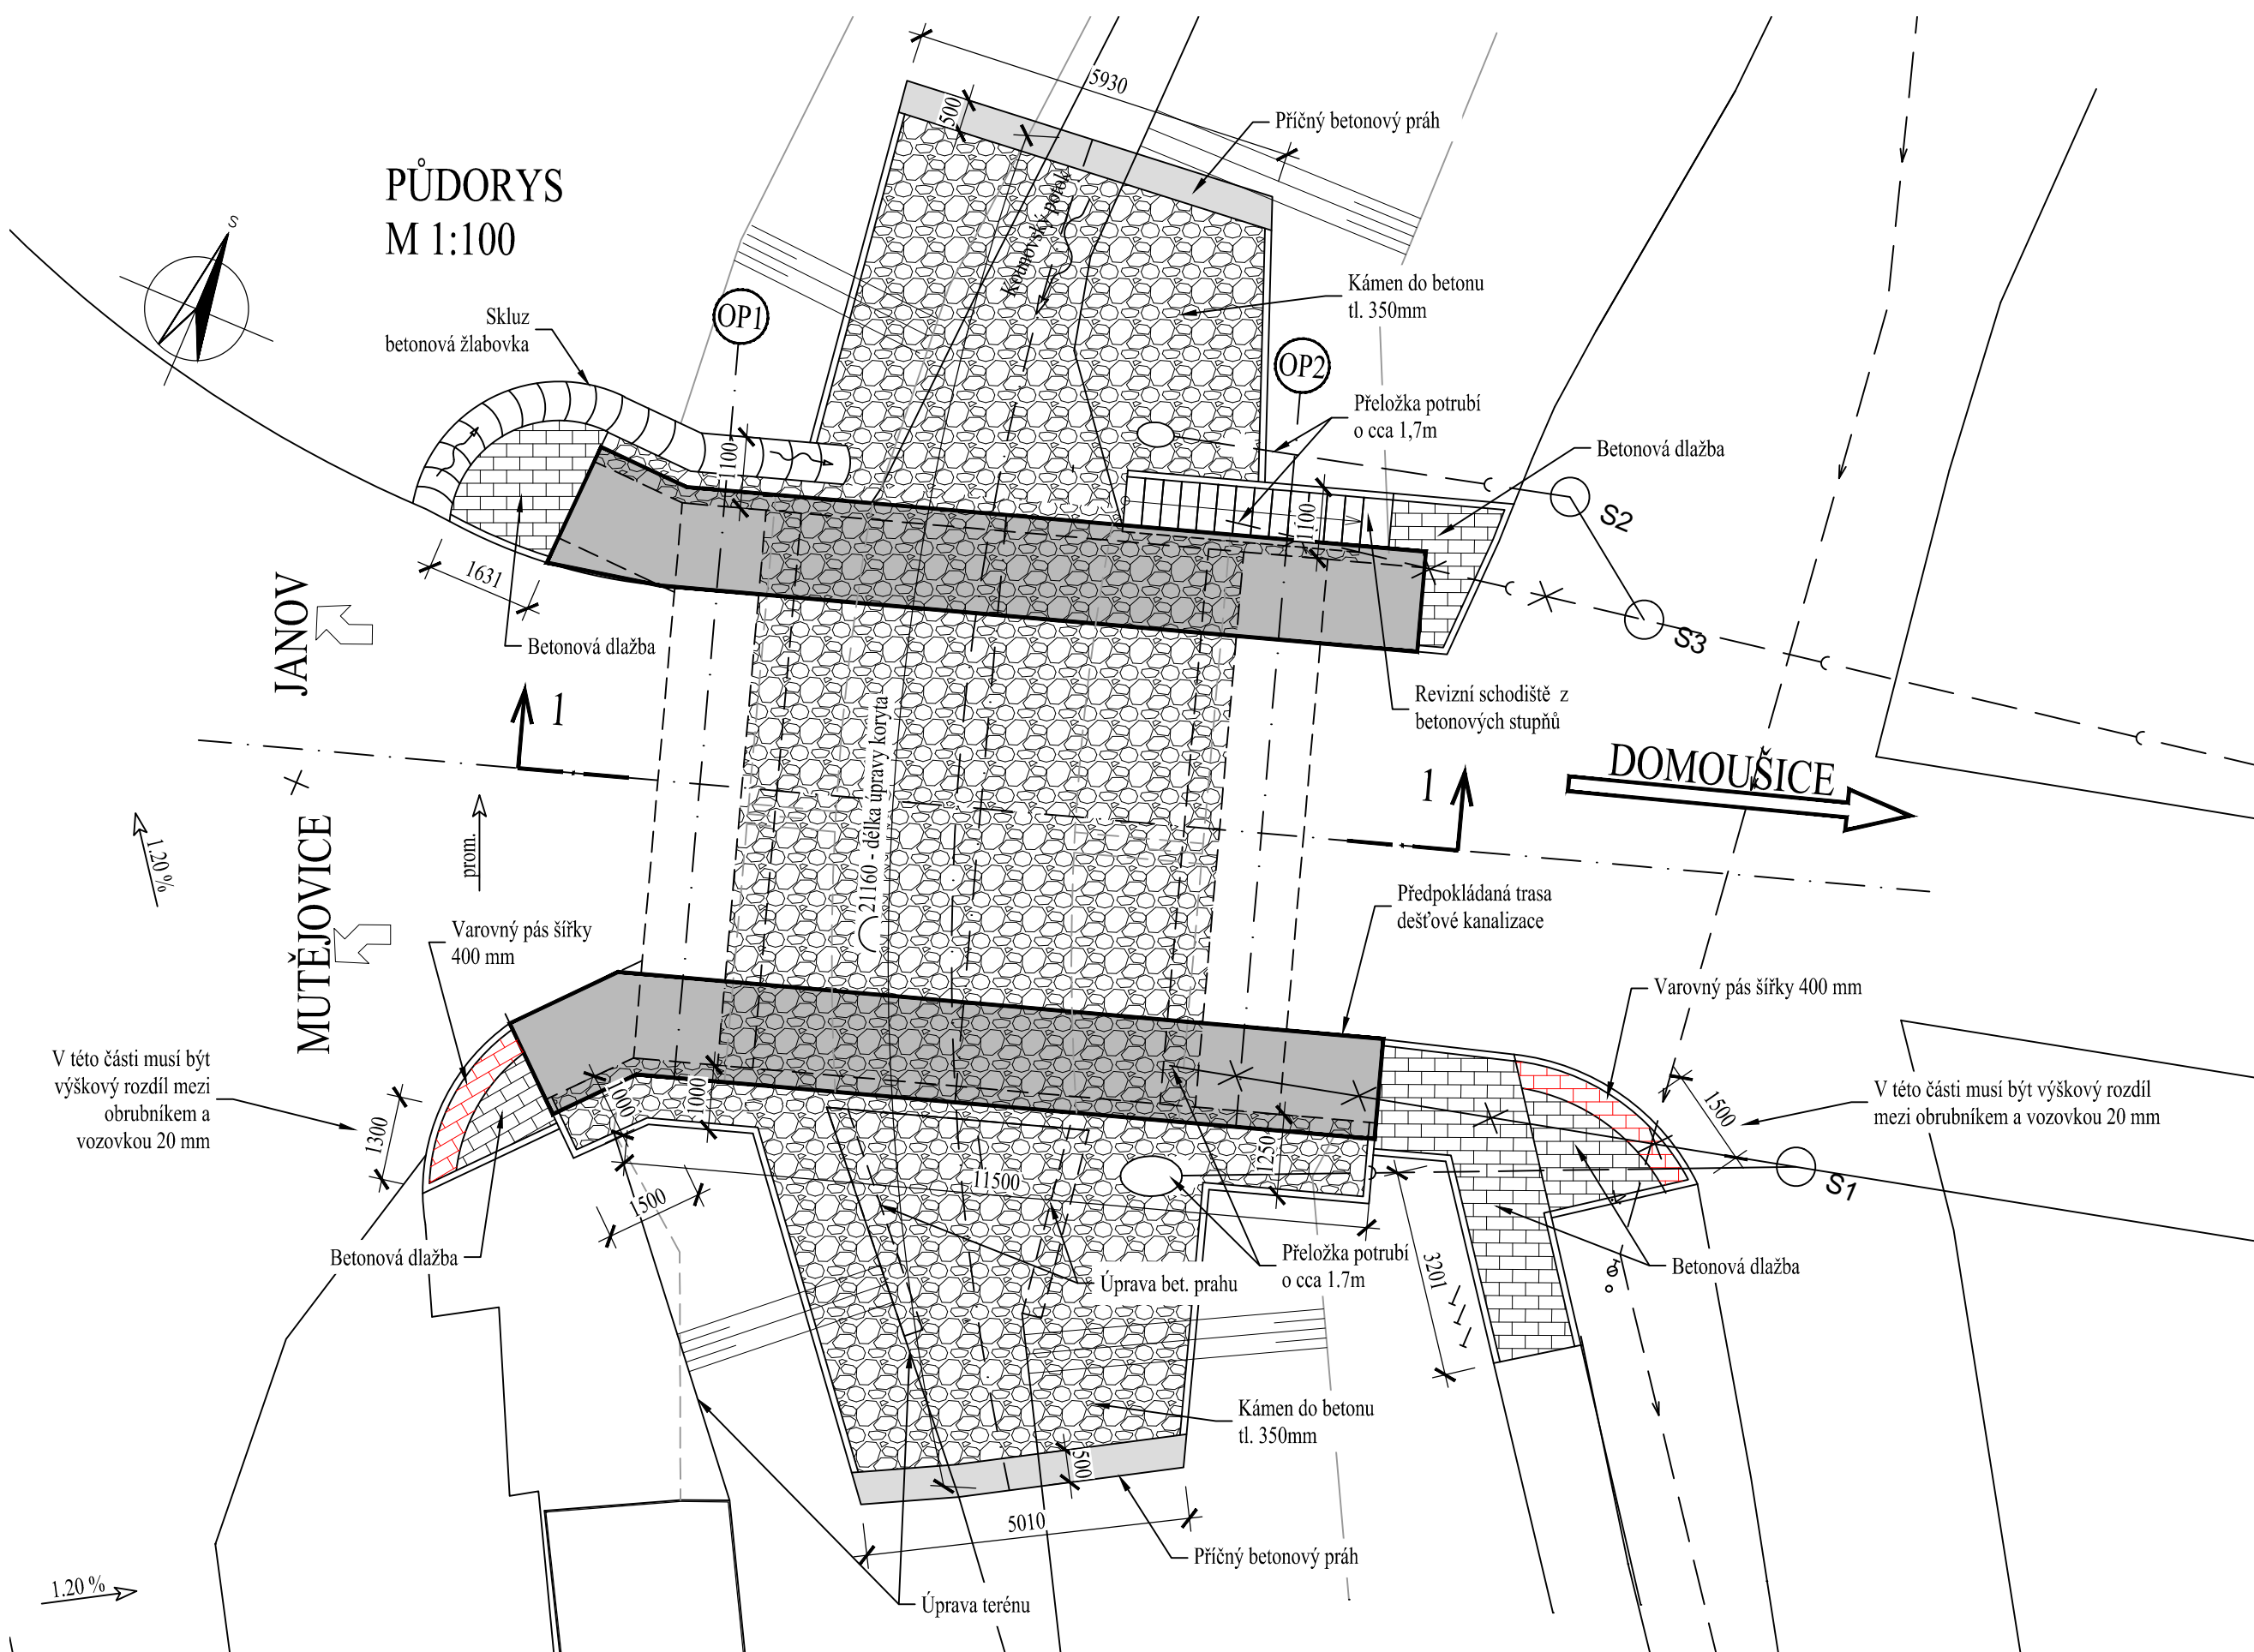 PŮDORYS
M 1:100
S
5930
500
Příčný betonový práh
Kounovský potok
Kámen do betonu
tl. 350mm
Skluz
betonová žlabovka
OP1
OP2
Přeložka potrubí
o cca 1,7m
Betonová dlažba
1100
1100
S2
S3
1631
Betonová dlažba
JANOV
Revizní schodiště z
betonových stupňů
1
1
DOMOUŠICE
21160 - délka úpravy koryta
MUTĚJOVICE
1.20 %
prom.
Předpokládaná trasa
dešťové kanalizace
Varovný pás šířky
400 mm
Varovný pás šířky 400 mm
V této části musí být
výškový rozdíl mezi
obrubníkem a
vozovkou 20 mm
1300
1000
1000
1500
V této části musí být výškový rozdíl
mezi obrubníkem a vozovkou 20 mm
1250
11500
1500
S1
Betonová dlažba
Úprava bet. prahu
Přeložka potrubí
o cca 1.7m
3201
Betonová dlažba
Kámen do betonu
tl. 350mm
500
5010
Příčný betonový práh
Úprava terénu
1.20 %